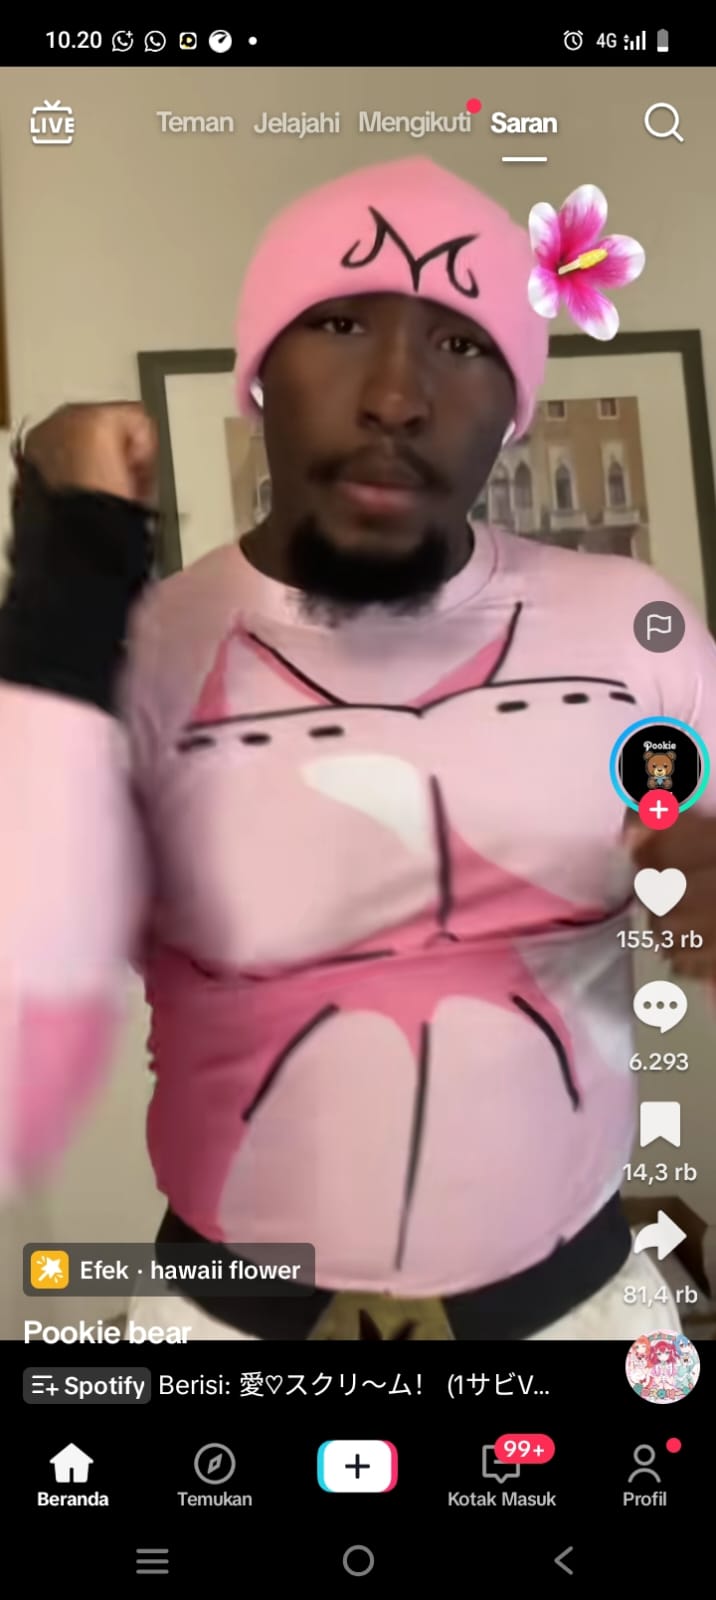 10.20
4G
LIVE
Teman Jelajahi Mengikuti Saran
M
Pookie
155,3 rb
6.293
14,3 rb
81,4 rb
Efek · hawaii flower
Pookie bear
Spotify Berisi: 愛♡スクリ〜ム! (1サビV...
99+
Beranda Temukan Kotak Masuk Profil